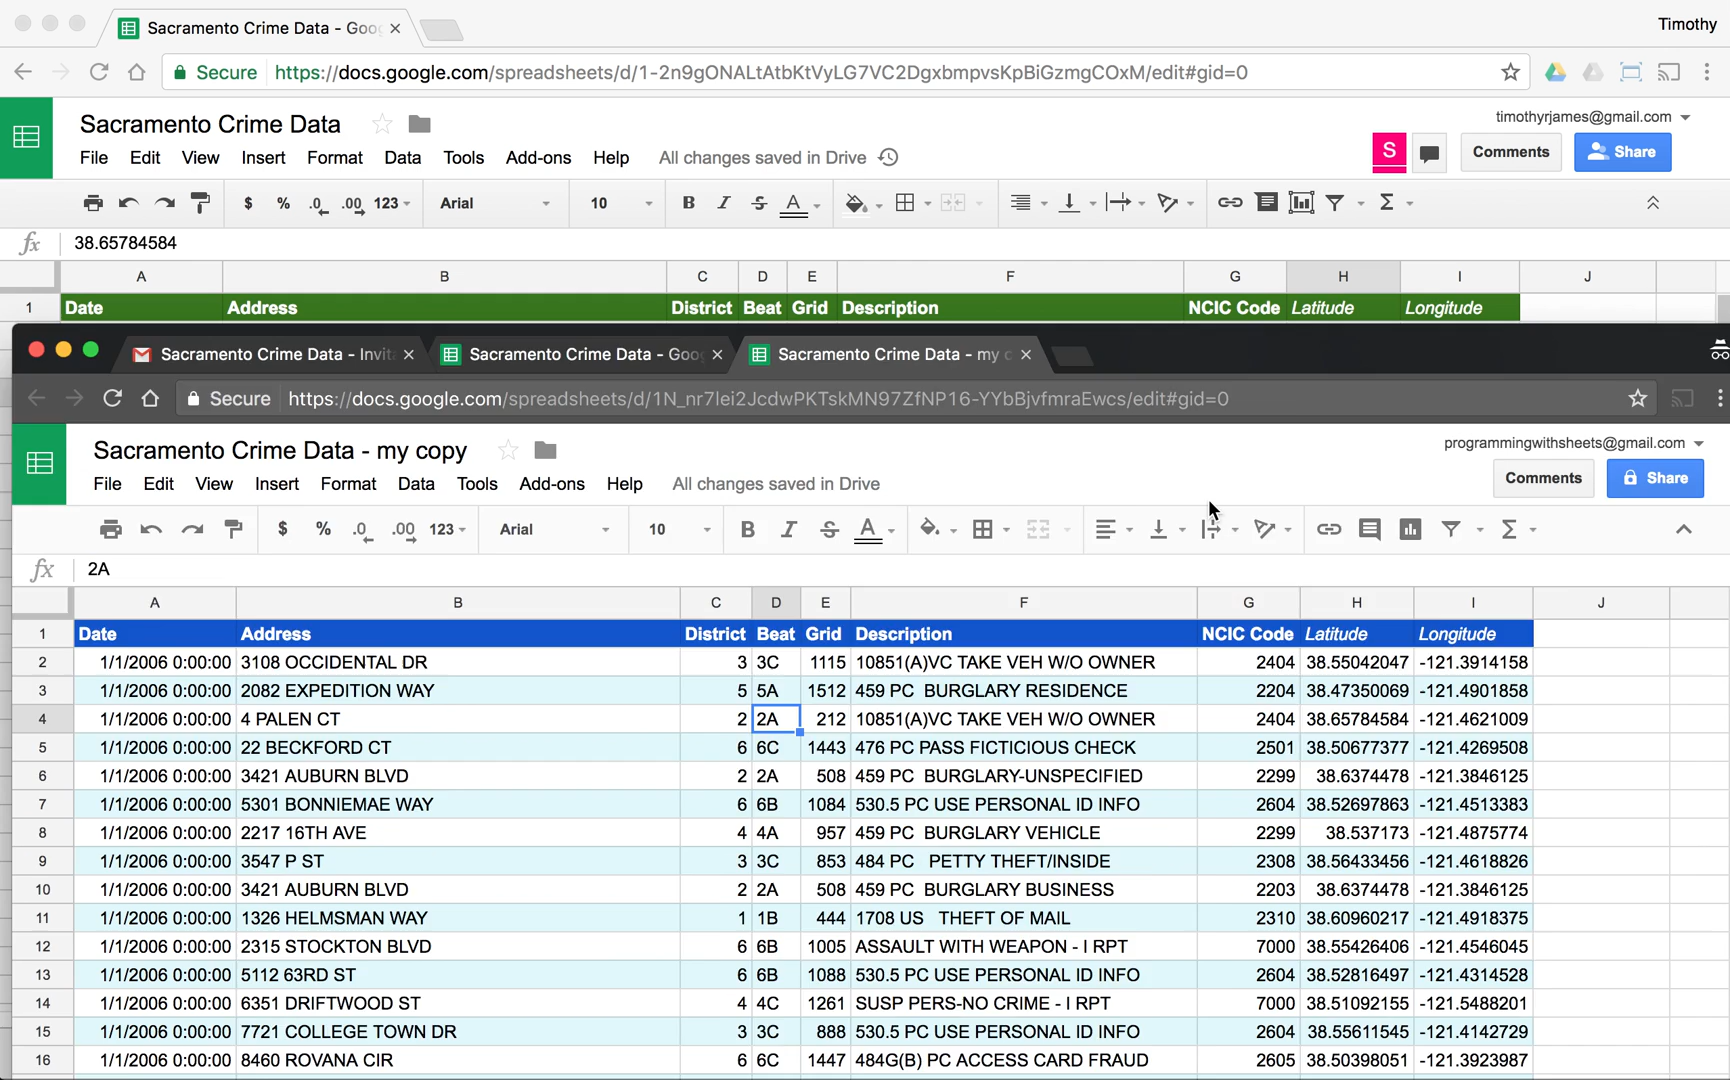 Sacramento Crime Data - Goo
Timothy
Secure https://docs.google.com/spreadsheets/d/1-2n9gONALtAtbKtVyLG7VC2DgxbmpvsKpBiGzmgCOxM/edit#gid=0
Sacramento Crime Data
timothyrjames@gmail.com
File Edit View Insert Format Data Tools Add-ons Help All changes saved in Drive
S Comments Share
$ % .0 .00 123 Arial 10 B I S A Σ
fx 38.65784584
A B C D E F G H I J
1 Date Address District Beat Grid Description NCIC Code Latitude Longitude
Sacramento Crime Data - Invit Sacramento Crime Data - Goo Sacramento Crime Data - my c
Secure https://docs.google.com/spreadsheets/d/1N_nr7lei2JcdwPKTskMN97ZfNP16-YYbBjvfmraEwcs/edit#gid=0
Sacramento Crime Data - my copy
programmingwithsheets@gmail.com
File Edit View Insert Format Data Tools Add-ons Help All changes saved in Drive
Comments Share
$ % .0 .00 123 Arial 10 B I S A Σ
fx 2A
A B C D E F G H I J
1 Date Address District Beat Grid Description NCIC Code Latitude Longitude
2 1/1/2006 0:00:00 3108 OCCIDENTAL DR 3 3C 1115 10851(A)VC TAKE VEH W/O OWNER 2404 38.55042047 -121.3914158
3 1/1/2006 0:00:00 2082 EXPEDITION WAY 5 5A 1512 459 PC BURGLARY RESIDENCE 2204 38.47350069 -121.4901858
4 1/1/2006 0:00:00 4 PALEN CT 2 2A 212 10851(A)VC TAKE VEH W/O OWNER 2404 38.65784584 -121.4621009
5 1/1/2006 0:00:00 22 BECKFORD CT 6 6C 1443 476 PC PASS FICTICIOUS CHECK 2501 38.50677377 -121.4269508
6 1/1/2006 0:00:00 3421 AUBURN BLVD 2 2A 508 459 PC BURGLARY-UNSPECIFIED 2299 38.6374478 -121.3846125
7 1/1/2006 0:00:00 5301 BONNIEMAE WAY 6 6B 1084 530.5 PC USE PERSONAL ID INFO 2604 38.52697863 -121.4513383
8 1/1/2006 0:00:00 2217 16TH AVE 4 4A 957 459 PC BURGLARY VEHICLE 2299 38.537173 -121.4875774
9 1/1/2006 0:00:00 3547 P ST 3 3C 853 484 PC PETTY THEFT/INSIDE 2308 38.56433456 -121.4618826
10 1/1/2006 0:00:00 3421 AUBURN BLVD 2 2A 508 459 PC BURGLARY BUSINESS 2203 38.6374478 -121.3846125
11 1/1/2006 0:00:00 1326 HELMSMAN WAY 1 1B 444 1708 US THEFT OF MAIL 2310 38.60960217 -121.4918375
12 1/1/2006 0:00:00 2315 STOCKTON BLVD 6 6B 1005 ASSAULT WITH WEAPON - I RPT 7000 38.55426406 -121.4546045
13 1/1/2006 0:00:00 5112 63RD ST 6 6B 1088 530.5 PC USE PERSONAL ID INFO 2604 38.52816497 -121.4314528
14 1/1/2006 0:00:00 6351 DRIFTWOOD ST 4 4C 1261 SUSP PERS-NO CRIME - I RPT 7000 38.51092155 -121.5488201
15 1/1/2006 0:00:00 7721 COLLEGE TOWN DR 3 3C 888 530.5 PC USE PERSONAL ID INFO 2604 38.55611545 -121.4142729
16 1/1/2006 0:00:00 8460 ROVANA CIR 6 6C 1447 484G(B) PC ACCESS CARD FRAUD 2605 38.50398051 -121.3923987